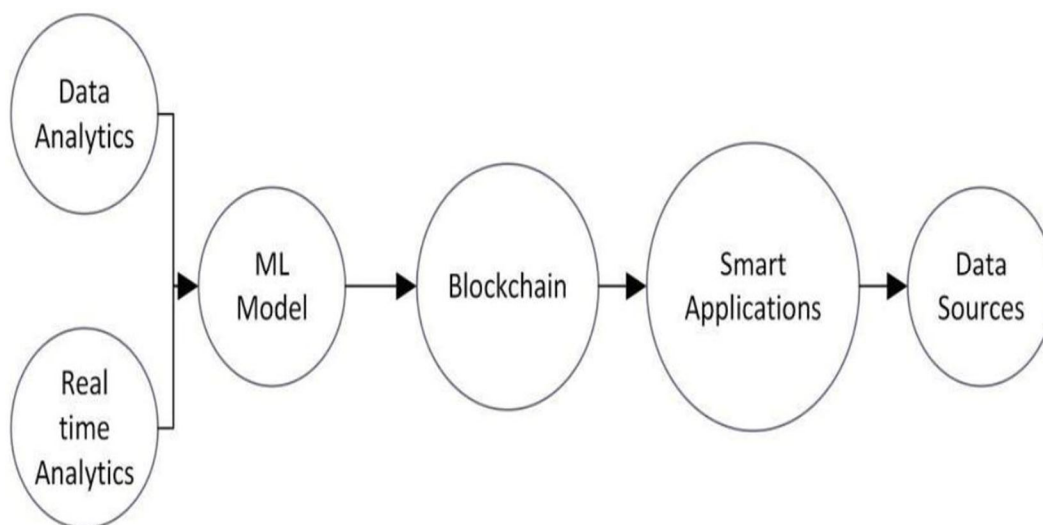 Data
Analytics
Real
time
Analytics
ML
Model
Blockchain
Smart
Applications
Data
Sources